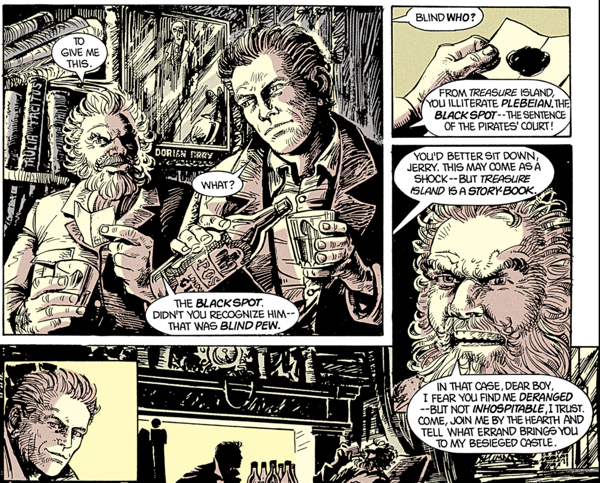 TO
GIVE ME
THIS.
TACITUS
DORIAN GRAY
WHAT?
THE BLACK SPOT.
DIDN'T YOU RECOGNIZE HIM--
THAT WAS BLIND PEW.
BLIND WHO?
FROM TREASURE ISLAND,
YOU ILLITERATE PLEBEIAN, THE
BLACK SPOT--THE SENTENCE
OF THE PIRATES' COURT!
YOU'D BETTER SIT DOWN,
JERRY. THIS MAY COME AS A
SHOCK--BUT TREASURE
ISLAND IS A STORY-BOOK.
IN THAT CASE, DEAR BOY,
I FEAR YOU FIND ME DERANGED
--BUT NOT INHOSPITABLE, I TRUST.
COME, JOIN ME BY THE HEARTH AND
TELL WHAT ERRAND BRINGS YOU
TO MY BESIEGED CASTLE.